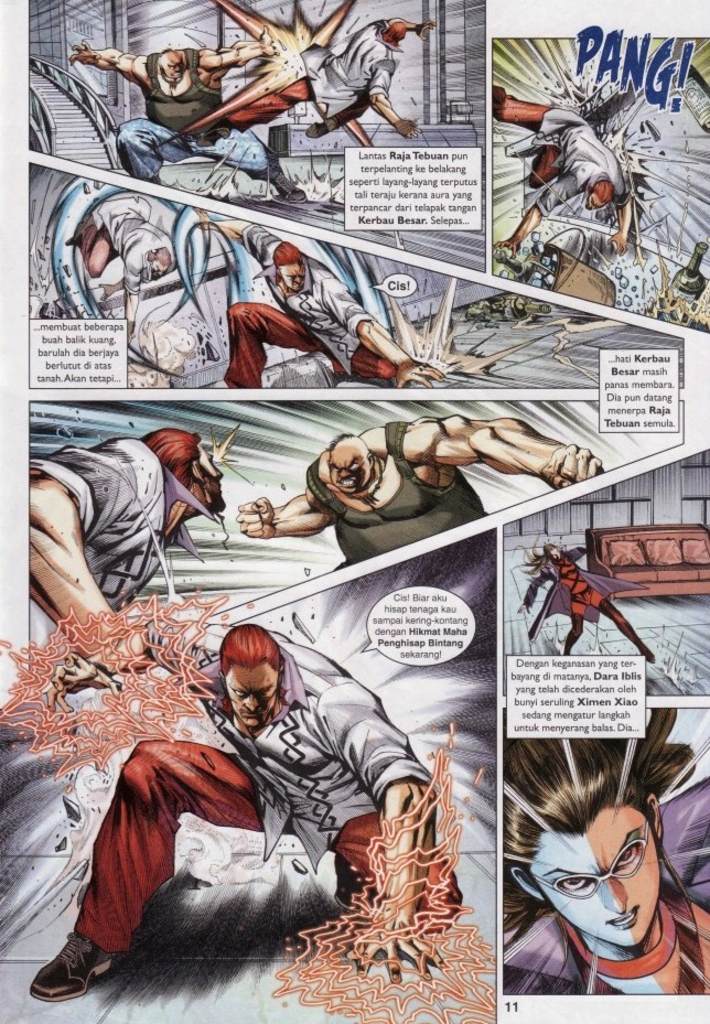 PANG!
Lantas Raja Tebuan pun
terpelanting ke belakang
seperti layang-layang terputus
tali teraju kerana aura yang
terpancar dari telapak tangan
Kerbau Besar. Selepas...
Cis!
...membuat beberapa
buah balik kuang,
barulah dia berjaya
berlutut di atas
tanah. Akan tetapi...
...hati Kerbau
Besar masih
panas membara.
Dia pun datang
menerpa Raja
Tebuan semula.
Cis! Biar aku
hisap tenaga kau
sampai kering-kontang
dengan Hikmat Maha
Penghisap Bintang
sekarang!
Dengan keganasan yang ter-
bayang di matanya, Dara Iblis
yang telah dicederakan oleh
bunyi seruling Ximen Xiao
sedang mengatur langkah
untuk menyerang balas. Dia...
11